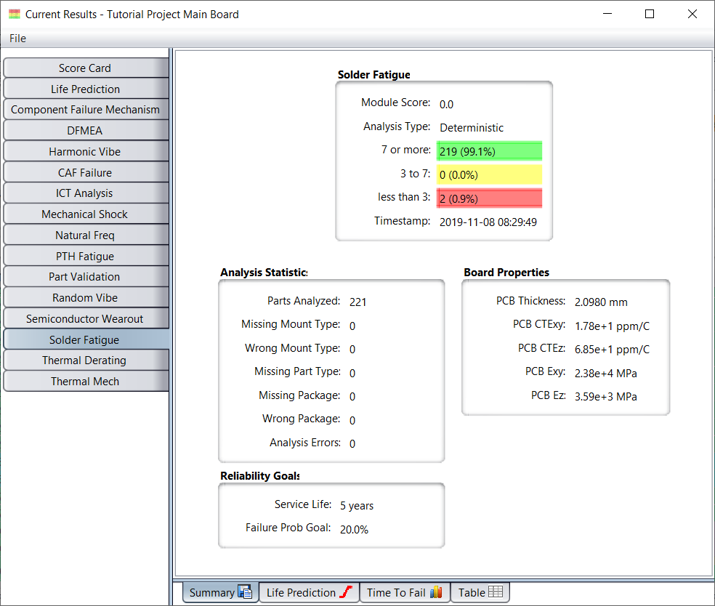 Current Results - Tutorial Project Main Board
File
Score Card
Life Prediction
Component Failure Mechanism
DFMEA
Harmonic Vibe
CAF Failure
ICT Analysis
Mechanical Shock
Natural Freq
PTH Fatigue
Part Validation
Random Vibe
Semiconductor Wearout
Solder Fatigue
Thermal Derating
Thermal Mech
Solder Fatigue
Module Score: 0.0
Analysis Type: Deterministic
7 or more: 219 (99.1%)
3 to 7: 0 (0.0%)
less than 3: 2 (0.9%)
Timestamp: 2019-11-08 08:29:49
Analysis Statistic:
Parts Analyzed: 221
Missing Mount Type: 0
Wrong Mount Type: 0
Missing Part Type: 0
Missing Package: 0
Wrong Package: 0
Analysis Errors: 0
Board Properties
PCB Thickness: 2.0980 mm
PCB CTExy: 1.78e+1 ppm/C
PCB CTEz: 6.85e+1 ppm/C
PCB Exy: 2.38e+4 MPa
PCB Ez: 3.59e+3 MPa
Reliability Goals
Service Life: 5 years
Failure Prob Goal: 20.0%
Summary Life Prediction Time To Fail Table